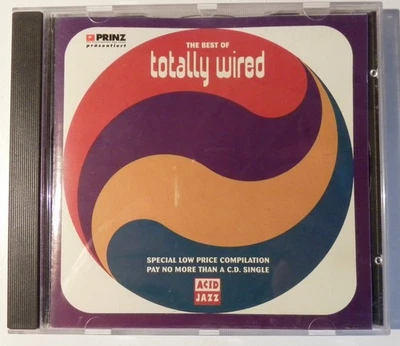 PRINZ
präsentiert
THE BEST OF
totally wired
SPECIAL LOW PRICE COMPILATION
PAY NO MORE THAN A C.D. SINGLE
ACID
JAZZ